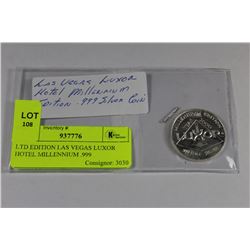 Las Vegas Luxor
Hotel Millennium
Edition .999 Silver Coin
LOT
108
Inventory #
937776
Consignor: 3030
LTD EDITION LAS VEGAS LUXOR
HOTEL MILLENNIUM .999
LUXOR